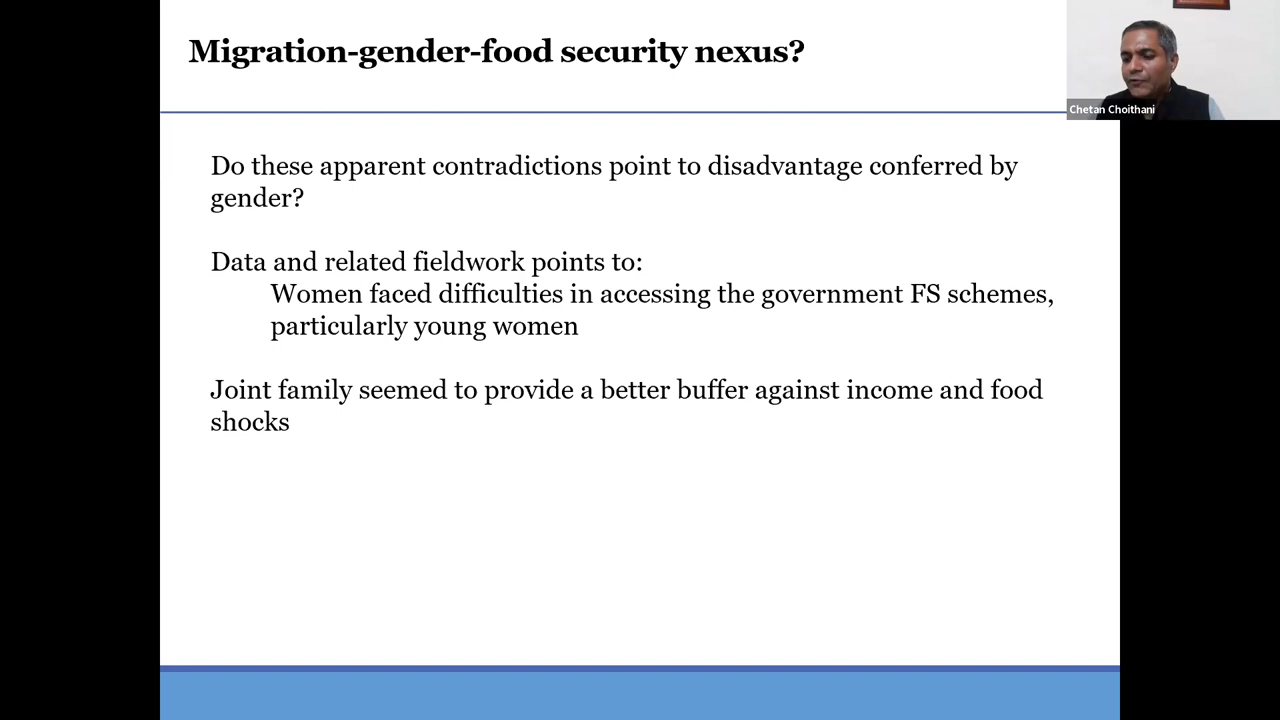 Migration-gender-food security nexus?
Chetan Choithani
Do these apparent contradictions point to disadvantage conferred by
gender?
Data and related fieldwork points to:
Women faced difficulties in accessing the government FS schemes,
particularly young women
Joint family seemed to provide a better buffer against income and food
shocks